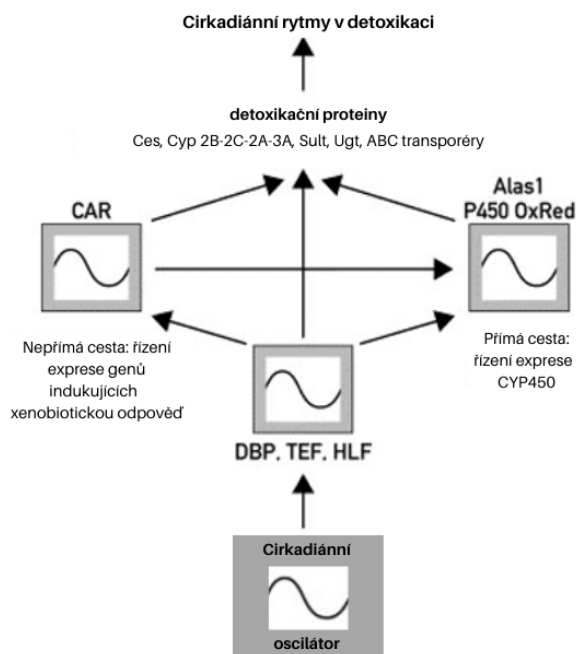 Cirkadiánní rytmy v detoxikaci
detoxikační proteiny
Ces, Cyp 2B-2C-2A-3A, Sult, Ugt, ABC transporéry
CAR
Alas1
P450 OxRed
Nepřímá cesta: řízení
exprese genů
indukujících
xenobiotickou odpověď
Přímá cesta:
řízení exprese
CYP450
DBP, TEF, HLF
Cirkadiánní
oscilátor